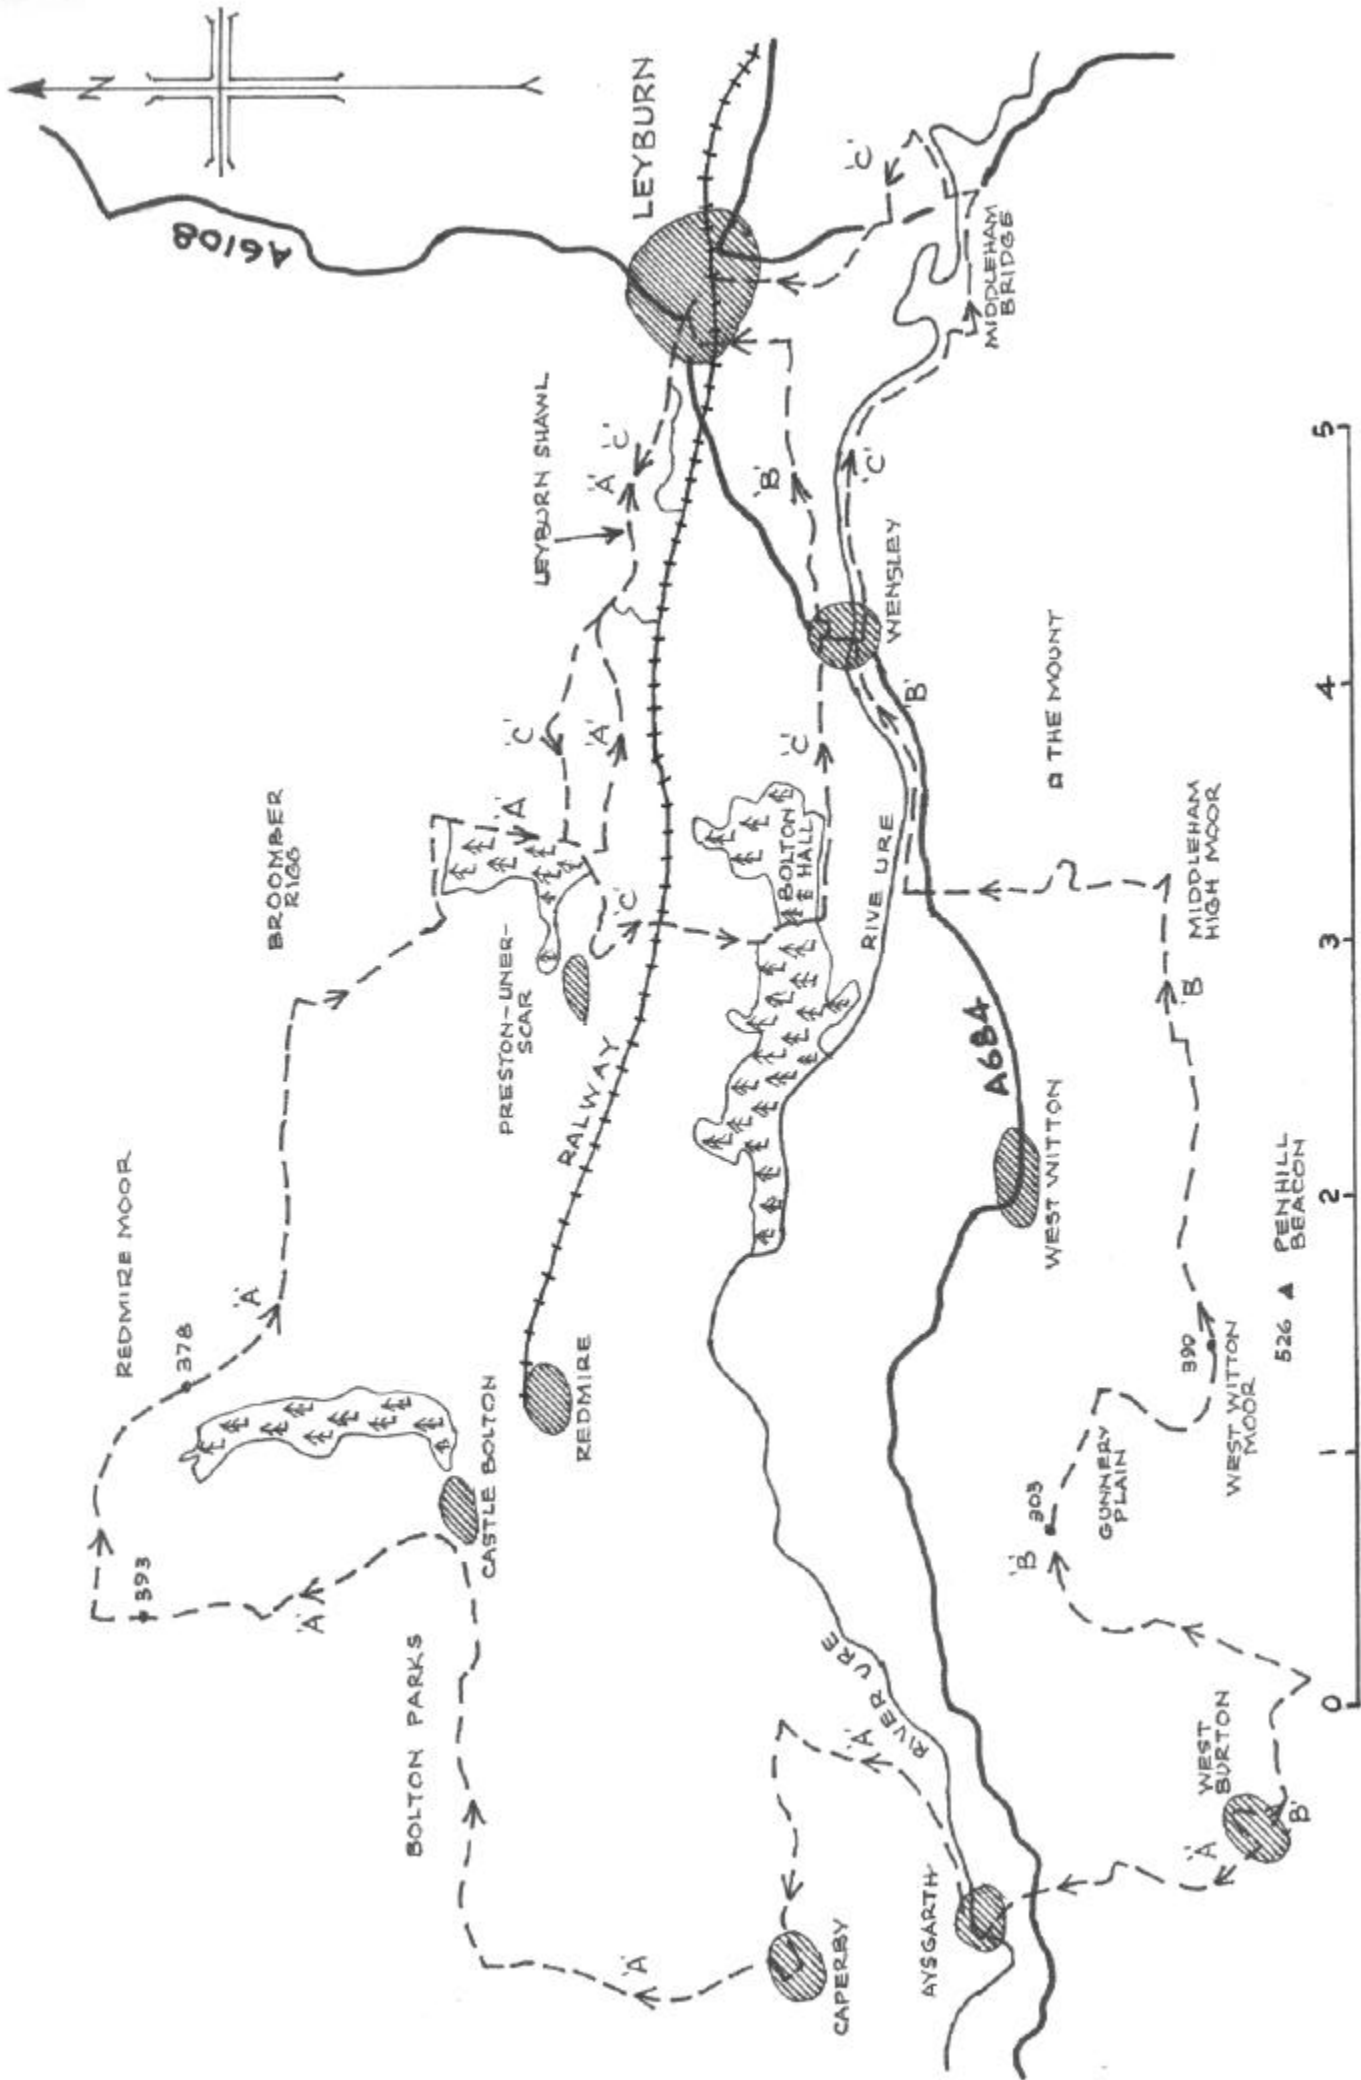 N
A6108
LEYBURN
REDMIRE MOOR
BROOMBER
RIGG
378
393
'A'
'A'
'A'
LEYBURN SHAWL
'A'
'C'
'C'
'A'
'C'
PRESTON-UNER-
SCAR
'C'
RALWAY
CASTLE BOLTON
REDMIRE
BOLTON PARKS
'A'
CAPERBY
'A'
RIVER URE
RIVER URE
AYSGARTH
BOLTON
HALL
'C'
RIVE URE
'B'
'C'
WENSLEY
'B'
MIDDLEHAM
BRIDGE
A684
WEST WITTON
THE MOUNT
MIDDLEHAM
HIGH MOOR
'B
'B'
303
GUNNERY
PLAIN
390
WEST WITTON
MOOR
526
PENHILL
BEACON
WEST
BURTON
'A'
B'
0
1
2
3
4
5